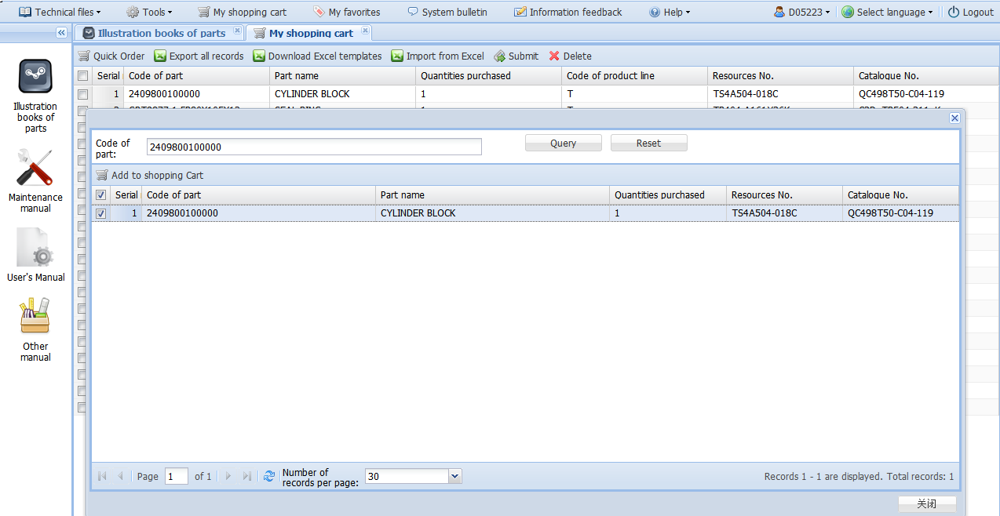 Technical files Tools My shopping cart My favorites System bulletin Information feedback Help D05223 Select language Logout
Illustration books of parts My shopping cart
Quick Order Export all records Download Excel templates Import from Excel Submit Delete
Serial Code of part Part name Quantities purchased Code of product line Resources No. Catalogue No.
1 2409800100000 CYLINDER BLOCK 1 T TS4A504-018C QC498T50-C04-119
Illustration
books of
parts
Maintenance
manual
User's Manual
Other
manual
Code of
part:
2409800100000 Query Reset
Add to shopping Cart
Serial Code of part Part name Quantities purchased Resources No. Catalogue No.
1 2409800100000 CYLINDER BLOCK 1 TS4A504-018C QC498T50-C04-119
Page 1 of 1 Number of
records per page: 30 Records 1 - 1 are displayed. Total records: 1
关闭